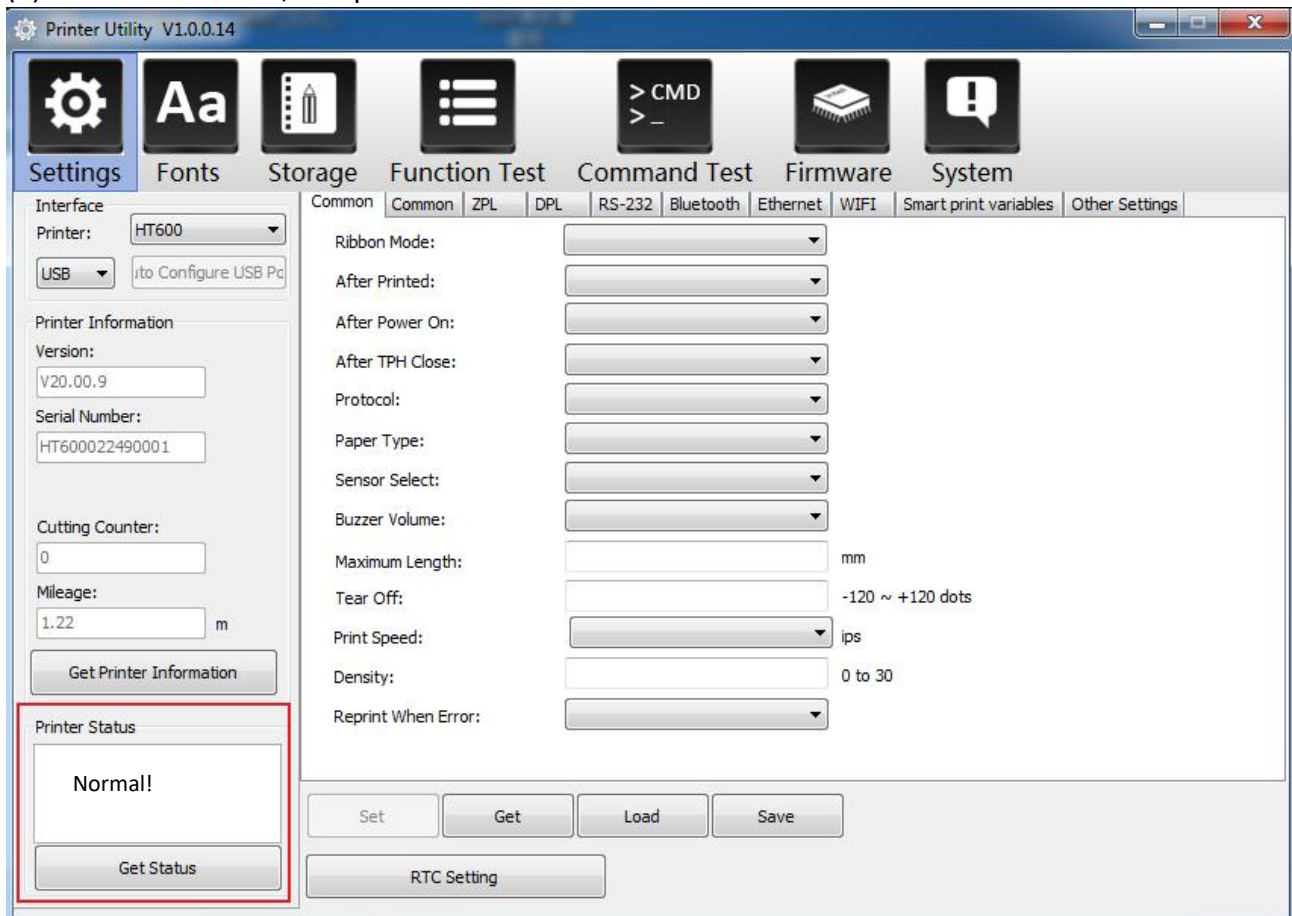 Printer Utility V1.0.0.14
Aa
> CMD
> _
Settings Fonts Storage Function Test Command Test Firmware System
Interface
Printer: HT600
USB ito Configure USB Pc
Printer Information
Version:
V20.00.9
Serial Number:
HT600022490001
Cutting Counter:
0
Mileage:
1.22 m
Get Printer Information
Printer Status
Normal!
Get Status
Common Common ZPL DPL RS-232 Bluetooth Ethernet WIFI Smart print variables Other Settings
Ribbon Mode:
After Printed:
After Power On:
After TPH Close:
Protocol:
Paper Type:
Sensor Select:
Buzzer Volume:
Maximum Length: mm
Tear Off: -120 ~ +120 dots
Print Speed: ips
Density: 0 to 30
Reprint When Error:
Set Get Load Save
RTC Setting